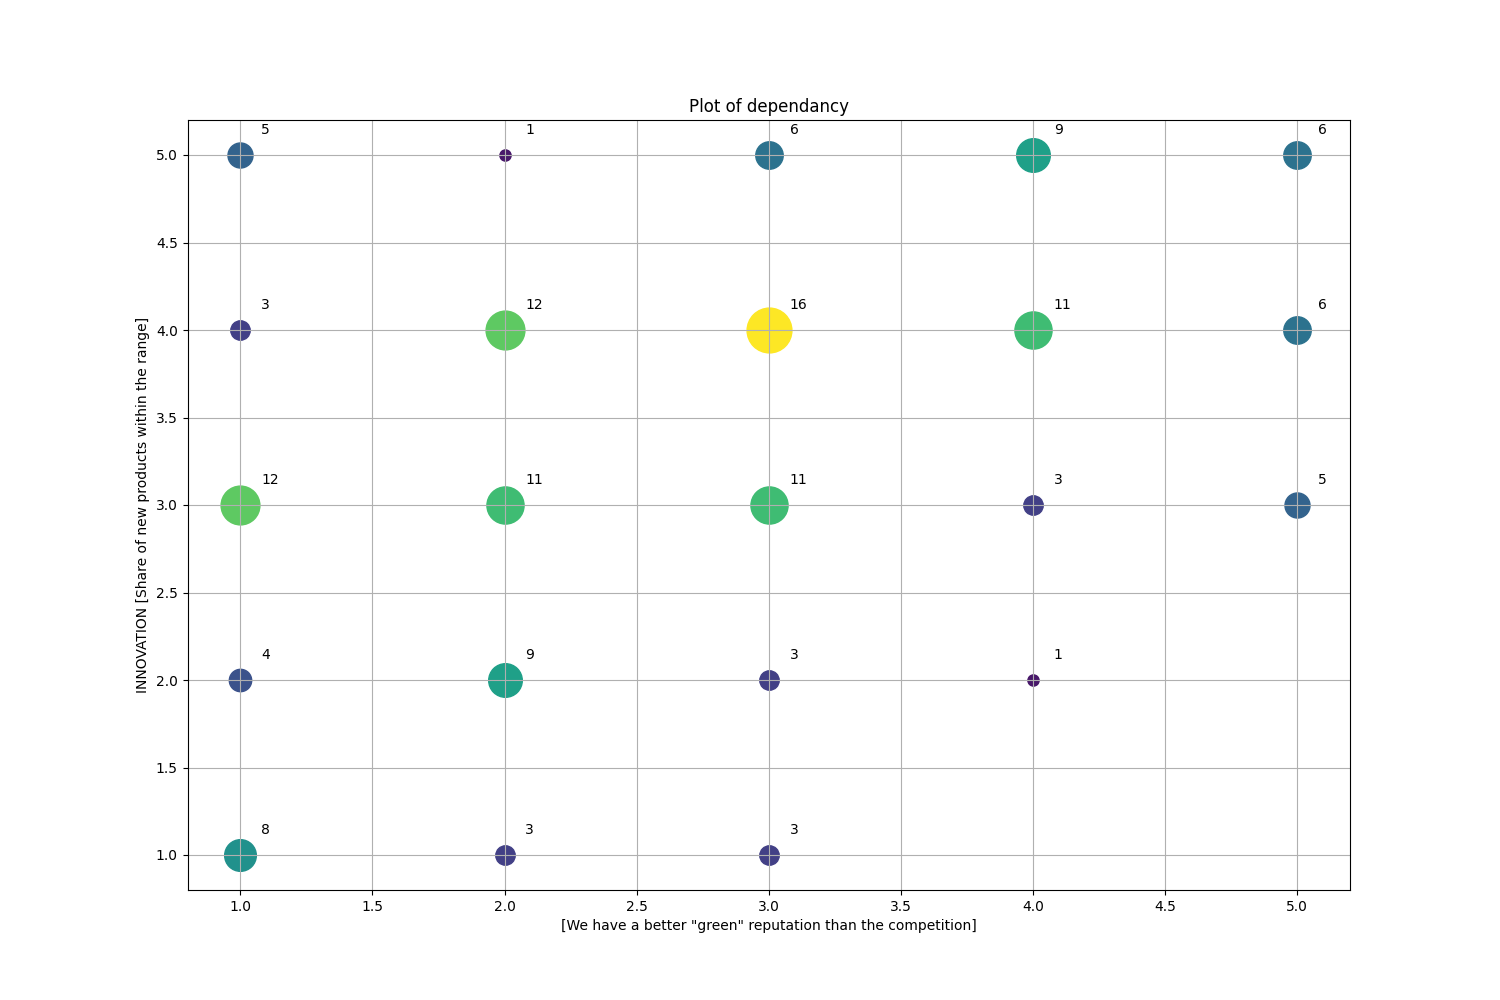 Plot of dependancy
5 1 6 9 6
5.0
4.5
3 12 16 11 6
4.0
3.5
12 11 11 3 5
3.0
2.5
4 9 3 1
2.0
1.5
8 3 3
1.0
1.0 1.5 2.0 2.5 3.0 3.5 4.0 4.5 5.0
[We have a better "green" reputation than the competition]
INNOVATION [Share of new products within the range]